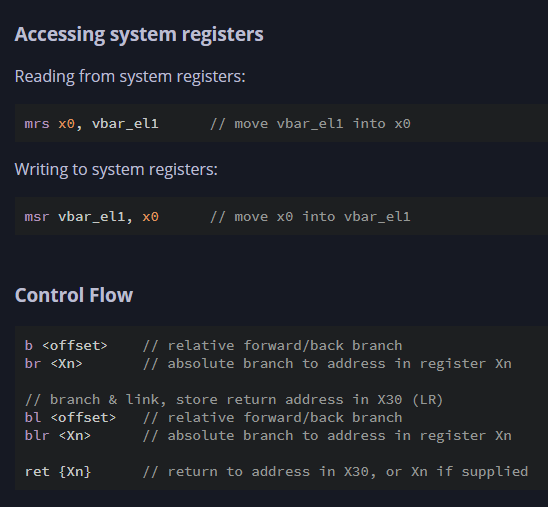 Accessing system registers
Reading from system registers:
mrs x0, vbar_el1      // move vbar_el1 into x0
Writing to system registers:
msr vbar_el1, x0      // move x0 into vbar_el1
Control Flow
b <offset>    // relative forward/back branch
br <Xn>       // absolute branch to address in register Xn
// branch & link, store return address in X30 (LR)
bl <offset>   // relative forward/back branch
blr <Xn>      // absolute branch to address in register Xn
ret {Xn}      // return to address in X30, or Xn if supplied